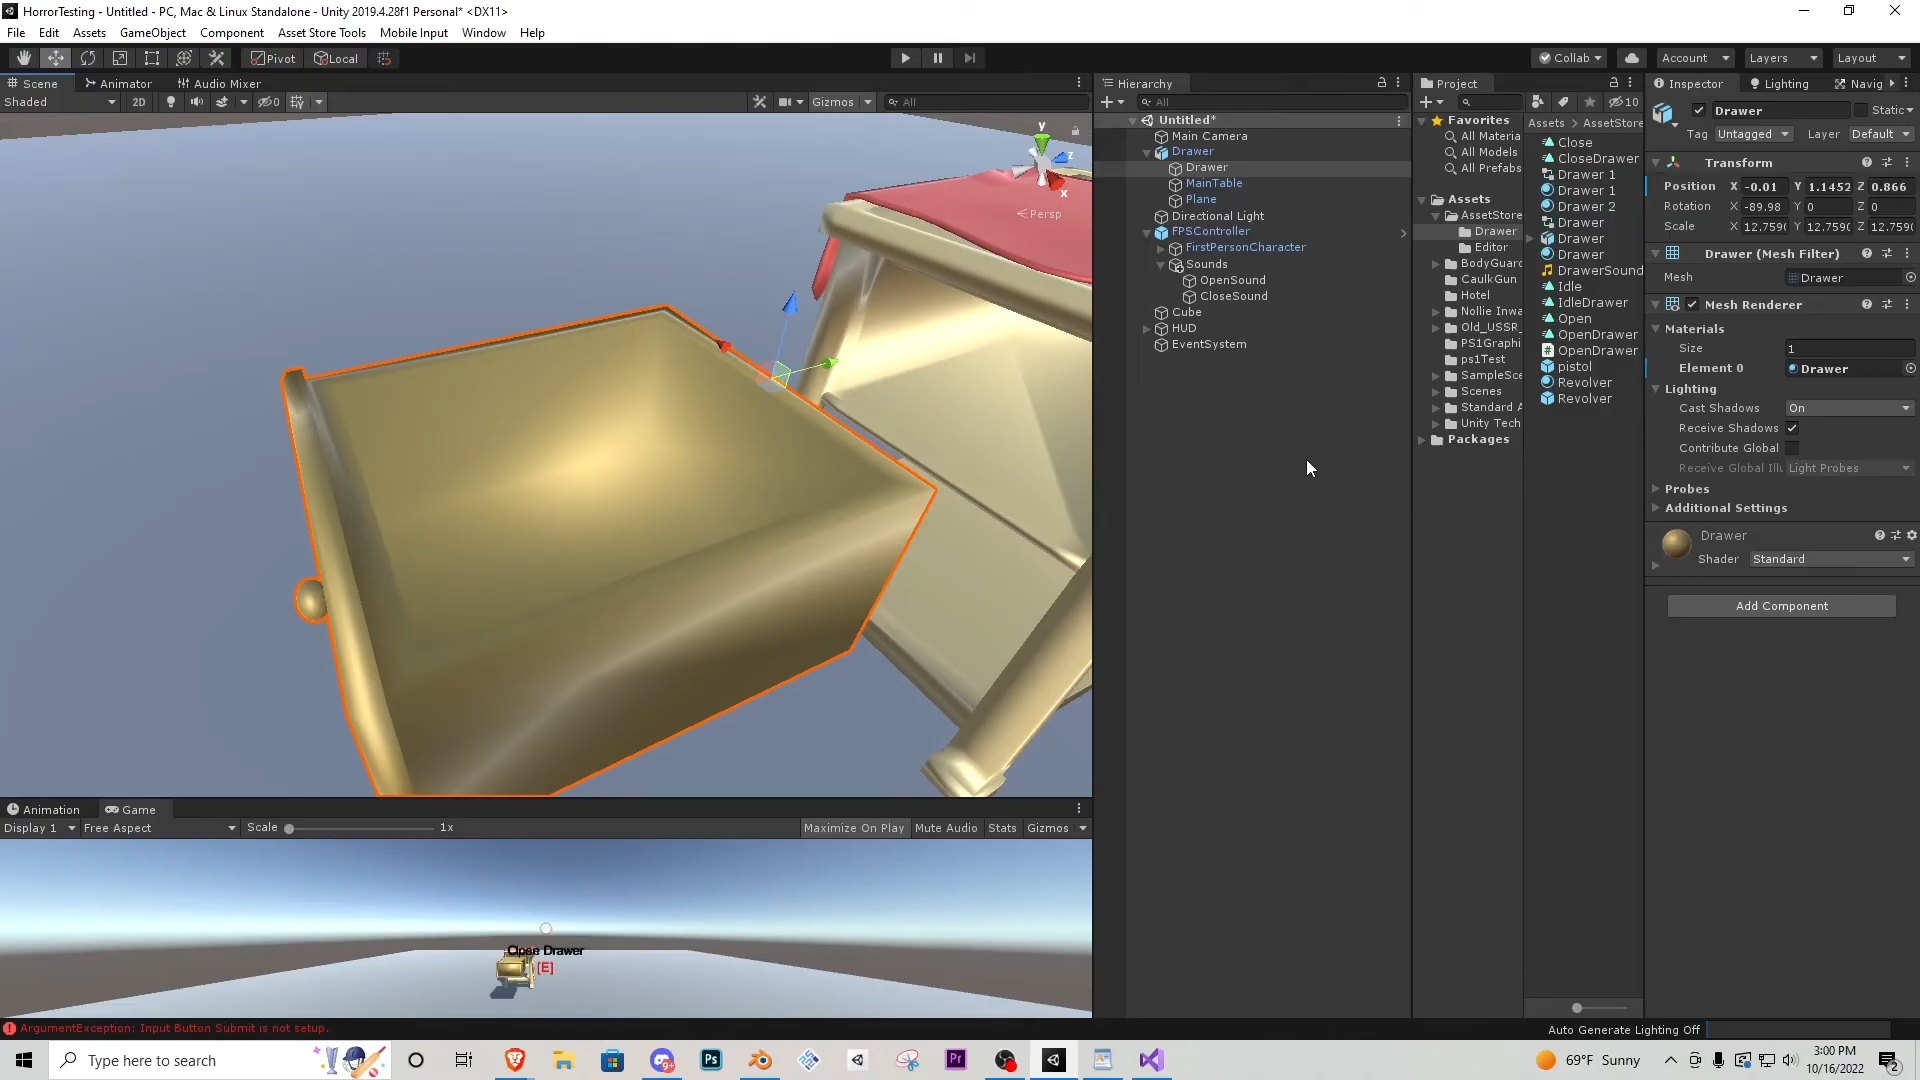 HorrorTesting - Untitled - PC, Mac & Linux Standalone - Unity 2019.4.28f1 Personal* <DX11>
File Edit Assets GameObject Component Asset Store Tools Mobile Input Window Help
Pivot Local Collab Account Layers Layout
Scene Animator Audio Mixer
Shaded 2D 0 Gizmos All
y
z
x
Persp
Hierarchy
All
Untitled*
Main Camera
Drawer
Drawer
MainTable
Plane
Directional Light
FPSController
FirstPersonCharacter
Sounds
OpenSound
CloseSound
Cube
HUD
EventSystem
Project
10
Favorites
All Materia
All Models
All Prefabs
Assets
AssetStore
Drawer
Editor
BodyGuard
CaulkGun
Hotel
Nollie Inwa
Old_USSR_
PS1Graphi
ps1Test
SampleSce
Scenes
Standard A
Unity Tech
Packages
Assets > AssetStore
Close
CloseDrawer
Drawer 1
Drawer 1
Drawer 2
Drawer
Drawer
Drawer
DrawerSound
Idle
IdleDrawer
Open
OpenDrawer
OpenDrawer
pistol
Revolver
Revolver
Inspector Lighting Navig
Drawer Static
Tag Untagged Layer Default
Transform
Position X -0.01 Y 1.1452 Z 0.866
Rotation X -89.98 Y 0 Z 0
Scale X 12.759( Y 12.759( Z 12.759(
Drawer (Mesh Filter)
Mesh Drawer
Mesh Renderer
Materials
Size 1
Element 0 Drawer
Lighting
Cast Shadows On
Receive Shadows
Contribute Global
Receive Global Illu Light Probes
Probes
Additional Settings
Drawer
Shader Standard
Add Component
Animation Game
Display 1 Free Aspect Scale 1x Maximize On Play Mute Audio Stats Gizmos
Drawer
[E]
ArgumentException: Input Button Submit is not setup.
Auto Generate Lighting Off
Type here to search
9+
Ps
Pr
69°F Sunny
3:00 PM
10/16/2022
2